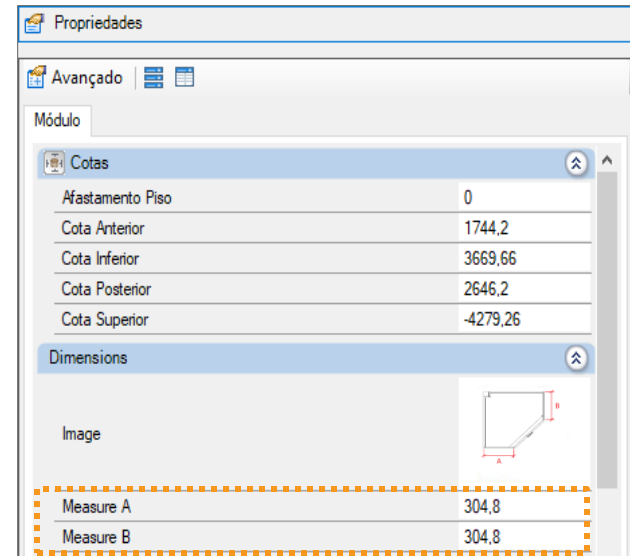 Propriedades
Avançado
Módulo
Cotas
Afastamento Piso 0
Cota Anterior 1744,2
Cota Inferior 3669,66
Cota Posterior 2646,2
Cota Superior -4279,26
Dimensions
Image
B
A
Measure A 304,8
Measure B 304,8